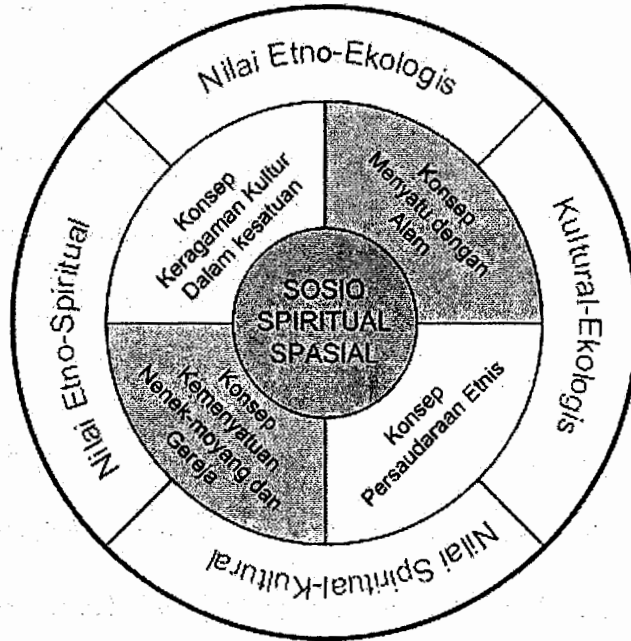 Nilai Etno-Ekologis
Kultural-Ekologis
Nilai Spiritual-Kultural
Nilai Etno-Spiritual
Konsep
Keragaman Kultur
Dalam kesatuan
Konsep
Menyatu dengan
Alam
Konsep
Persaudaraan Etnis
Konsep
Kemenyatuan
Nenek-moyang dan
Gereja
SOSIO
SPIRITUAL
SPASIAL